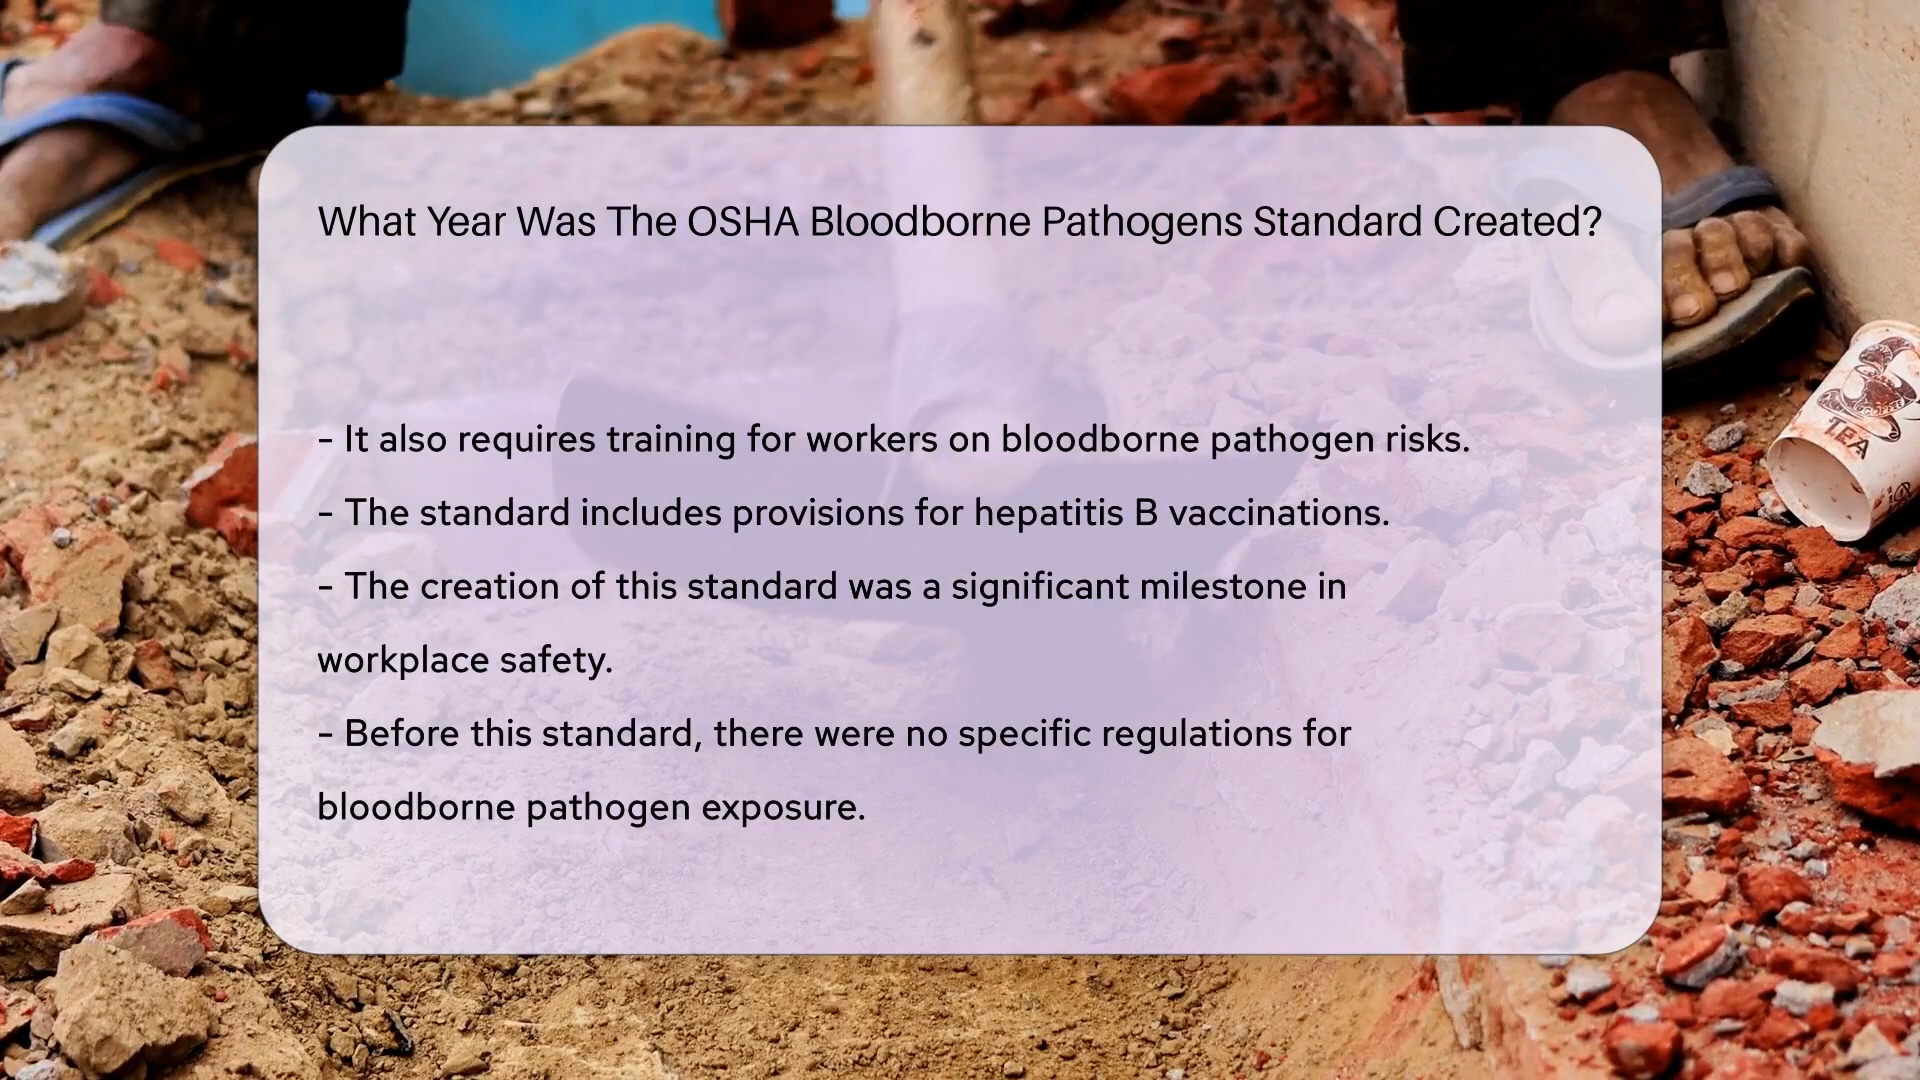 What Year Was The OSHA Bloodborne Pathogens Standard Created?
- It also requires training for workers on bloodborne pathogen risks.
- The standard includes provisions for hepatitis B vaccinations.
- The creation of this standard was a significant milestone in
workplace safety.
- Before this standard, there were no specific regulations for
bloodborne pathogen exposure.
TEA